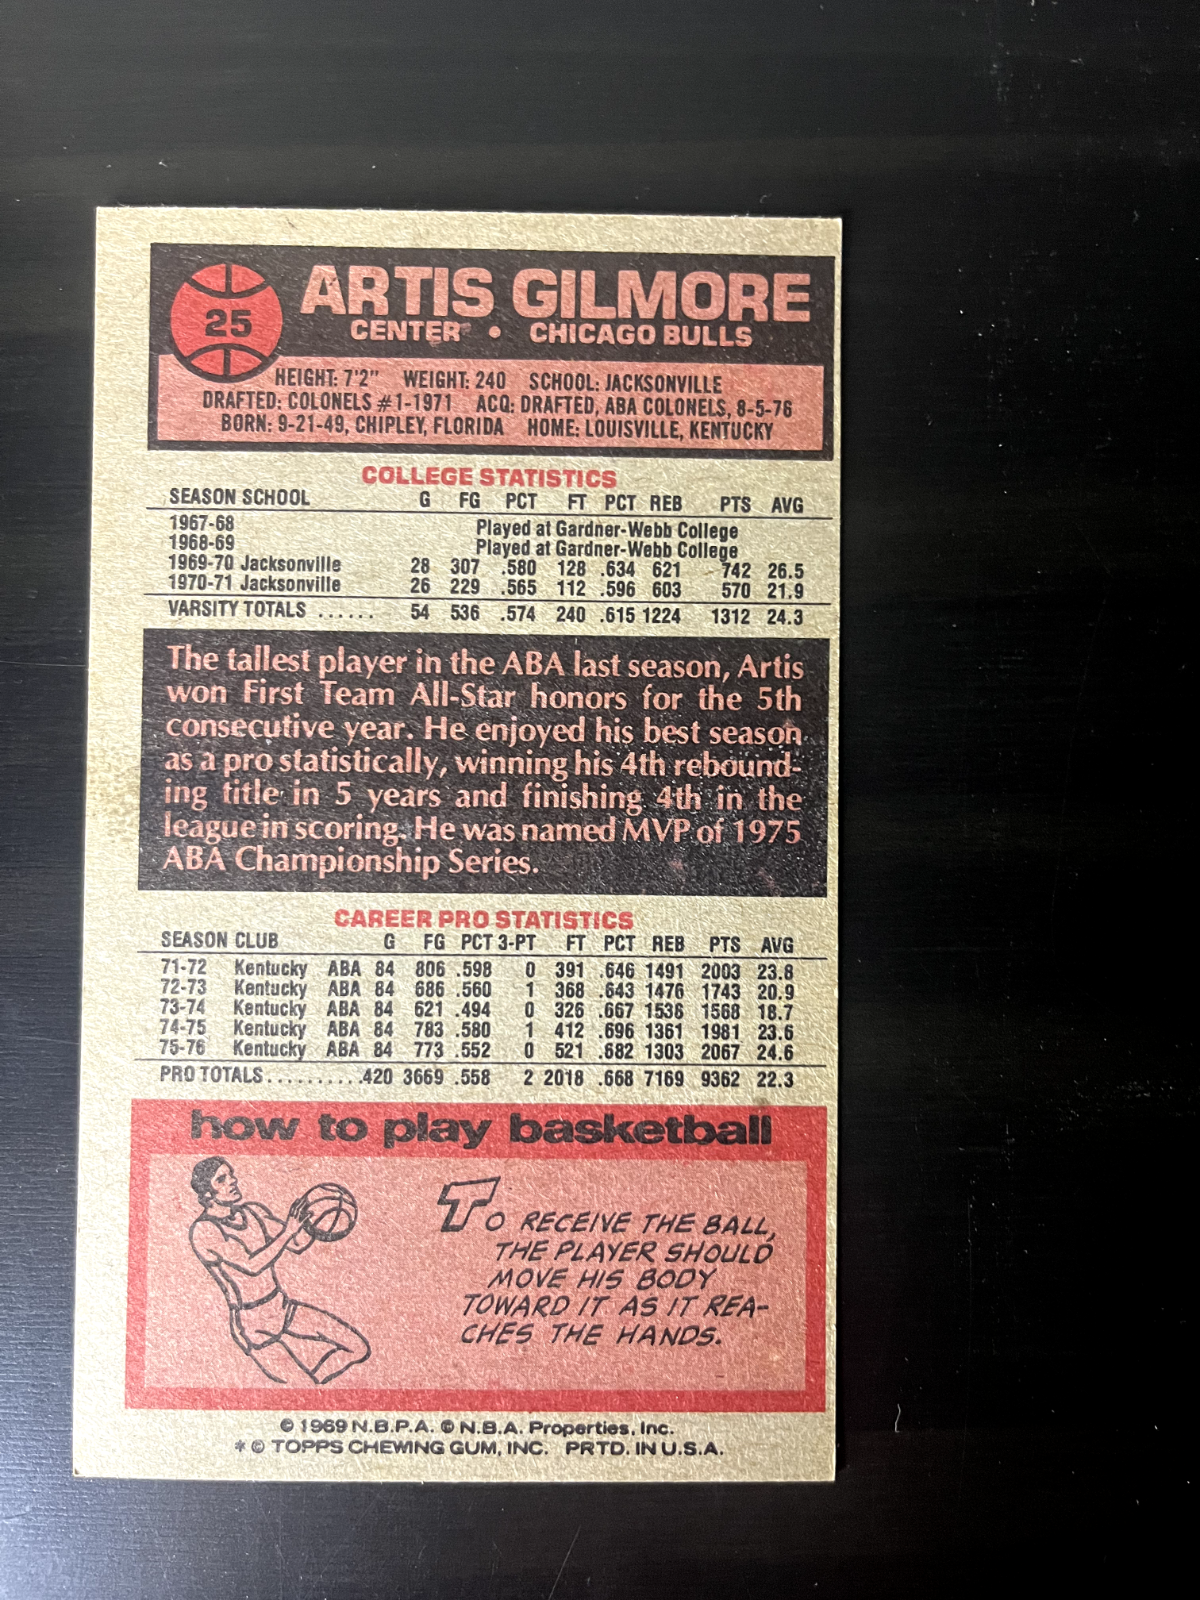 25
ARTIS GILMORE
CENTER • CHICAGO BULLS
HEIGHT: 7'2" WEIGHT: 240 SCHOOL: JACKSONVILLE
DRAFTED: COLONELS #1-1971 ACQ: DRAFTED, ABA COLONELS, 8-5-76
BORN: 9-21-49, CHIPLEY, FLORIDA HOME: LOUISVILLE, KENTUCKY
COLLEGE STATISTICS
SEASON SCHOOL G FG PCT FT PCT REB PTS AVG
1967-68 Played at Gardner-Webb College
1968-69 Played at Gardner-Webb College
1969-70 Jacksonville 28 307 .580 128 .634 621 742 26.5
1970-71 Jacksonville 26 229 .565 112 .596 603 570 21.9
VARSITY TOTALS ...... 54 536 .574 240 .615 1224 1312 24.3
The tallest player in the ABA last season, Artis
won First Team All-Star honors for the 5th
consecutive year. He enjoyed his best season
as a pro statistically, winning his 4th rebound-
ing title in 5 years and finishing 4th in the
league in scoring. He was named MVP of 1975
ABA Championship Series.
CAREER PRO STATISTICS
SEASON CLUB G FG PCT 3-PT FT PCT REB PTS AVG
71-72 Kentucky ABA 84 806 .598 0 391 .646 1491 2003 23.8
72-73 Kentucky ABA 84 686 .560 1 368 .643 1476 1743 20.9
73-74 Kentucky ABA 84 621 .494 0 326 .667 1538 1568 18.7
74-75 Kentucky ABA 84 783 .580 1 412 .696 1361 1981 23.6
75-76 Kentucky ABA 84 773 .552 0 521 .682 1303 2067 24.6
PRO TOTALS..........420 3669 .558 2 2018 .668 7169 9362 22.3
how to play basketball
TO RECEIVE THE BALL,
THE PLAYER SHOULD
MOVE HIS BODY
TOWARD IT AS IT REA-
CHES THE HANDS.
© 1969 N.B.P.A. © N.B.A. Properties, Inc.
* © TOPPS CHEWING GUM, INC. PRTD. IN U.S.A.